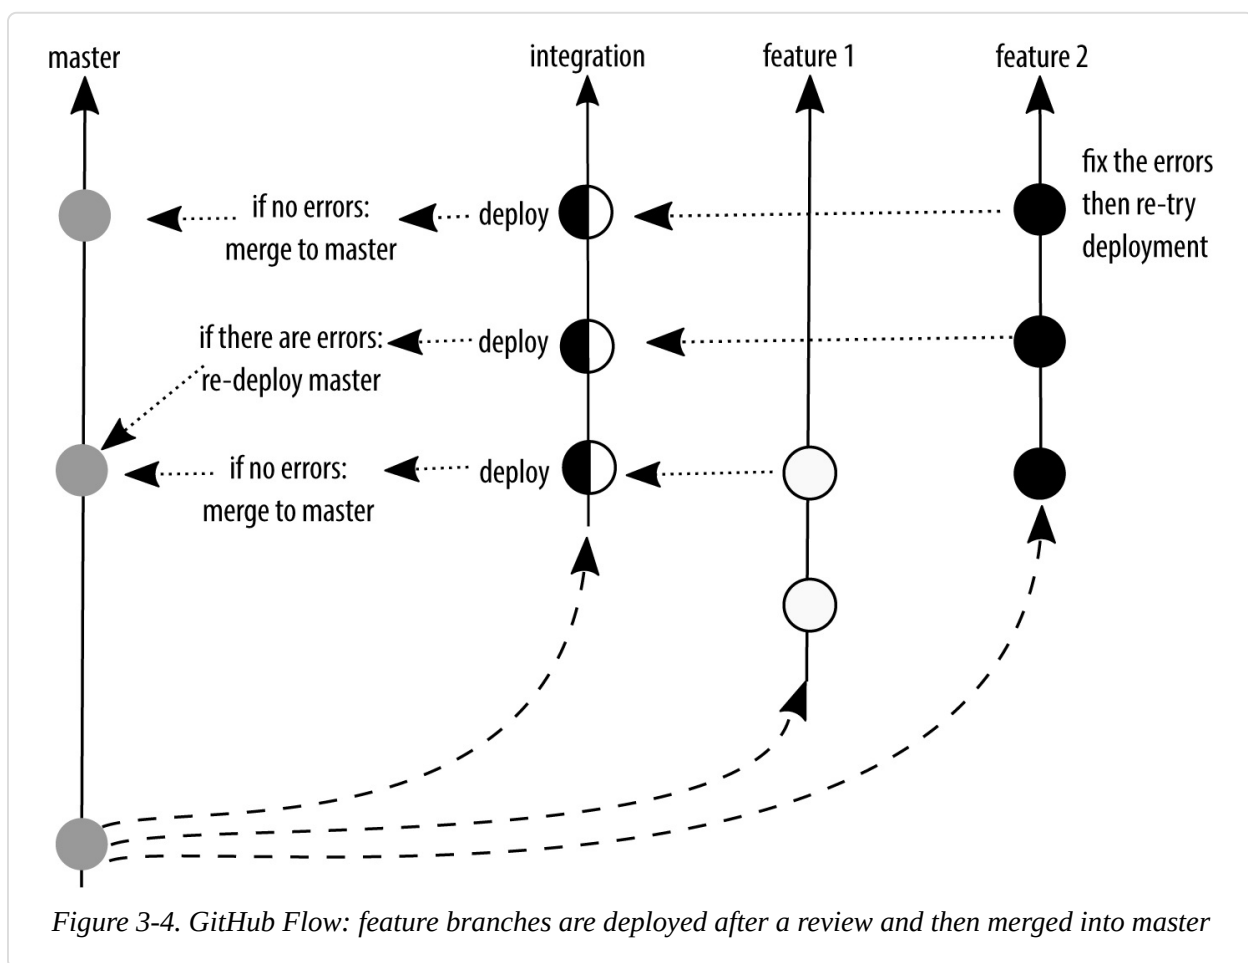 master
integration
feature 1
feature 2
fix the errors
then re-try
deployment
if no errors:
merge to master
deploy
if there are errors:
re-deploy master
deploy
if no errors:
merge to master
deploy
Figure 3-4. GitHub Flow: feature branches are deployed after a review and then merged into master